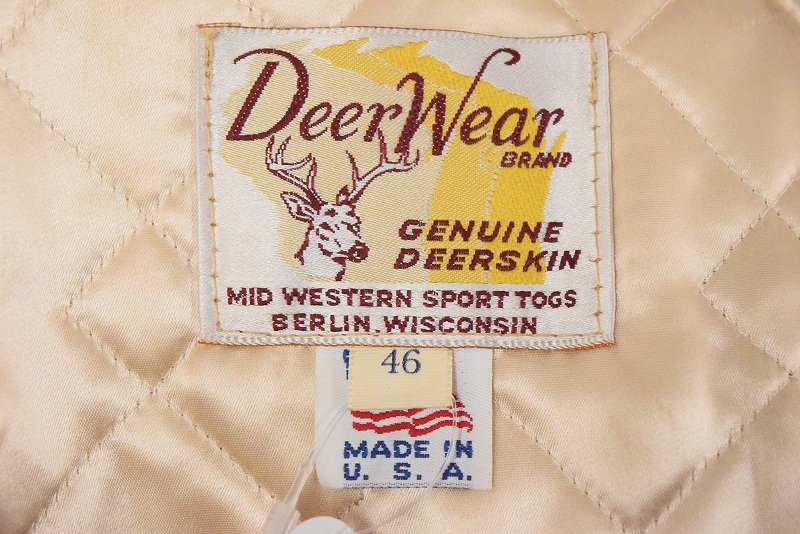 DeerWear
BRAND
GENUINE
DEERSKIN
MID WESTERN SPORT TOGS
BERLIN, WISCONSIN
46
MADE IN
U. S. A.